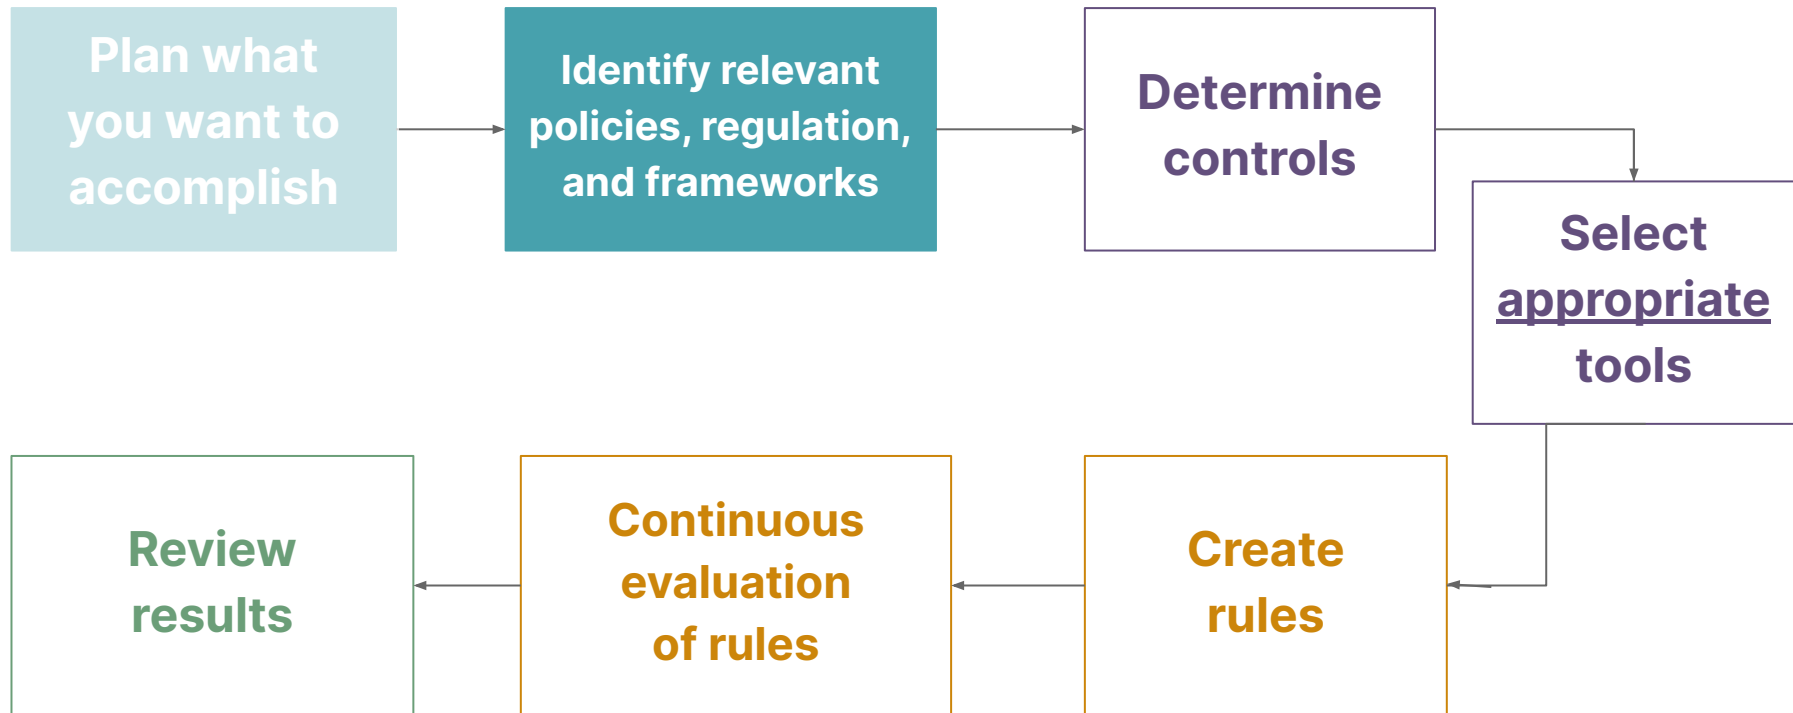 Plan what
you want to
accomplish
Identify relevant
policies, regulation,
and frameworks
Determine
controls
Select
appropriate
tools
Create
rules
Continuous
evaluation
of rules
Review
results